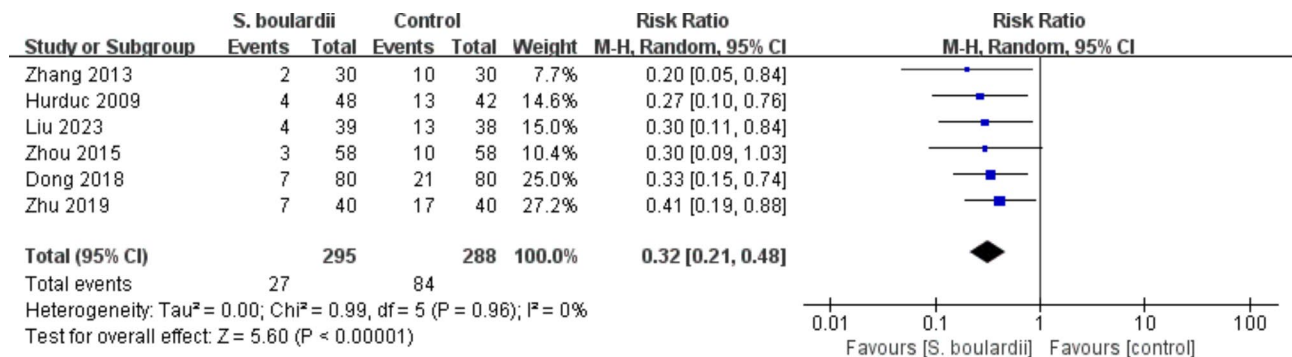 S. boulardii Control Risk Ratio Risk Ratio
Study or Subgroup Events Total Events Total Weight M-H, Random, 95% CI M-H, Random, 95% CI
Zhang 2013 2 30 10 30 7.7% 0.20 [0.05, 0.84]
Hurduc 2009 4 48 13 42 14.6% 0.27 [0.10, 0.76]
Liu 2023 4 39 13 38 15.0% 0.30 [0.11, 0.84]
Zhou 2015 3 58 10 58 10.4% 0.30 [0.09, 1.03]
Dong 2018 7 80 21 80 25.0% 0.33 [0.15, 0.74]
Zhu 2019 7 40 17 40 27.2% 0.41 [0.19, 0.88]
Total (95% CI) 295 288 100.0% 0.32 [0.21, 0.48]
Total events 27 84
Heterogeneity: Tau² = 0.00; Chi² = 0.99, df = 5 (P = 0.96); I² = 0%
Test for overall effect: Z = 5.60 (P < 0.00001)
0.01 0.1 1 10 100
Favours [S. boulardii] Favours [control]